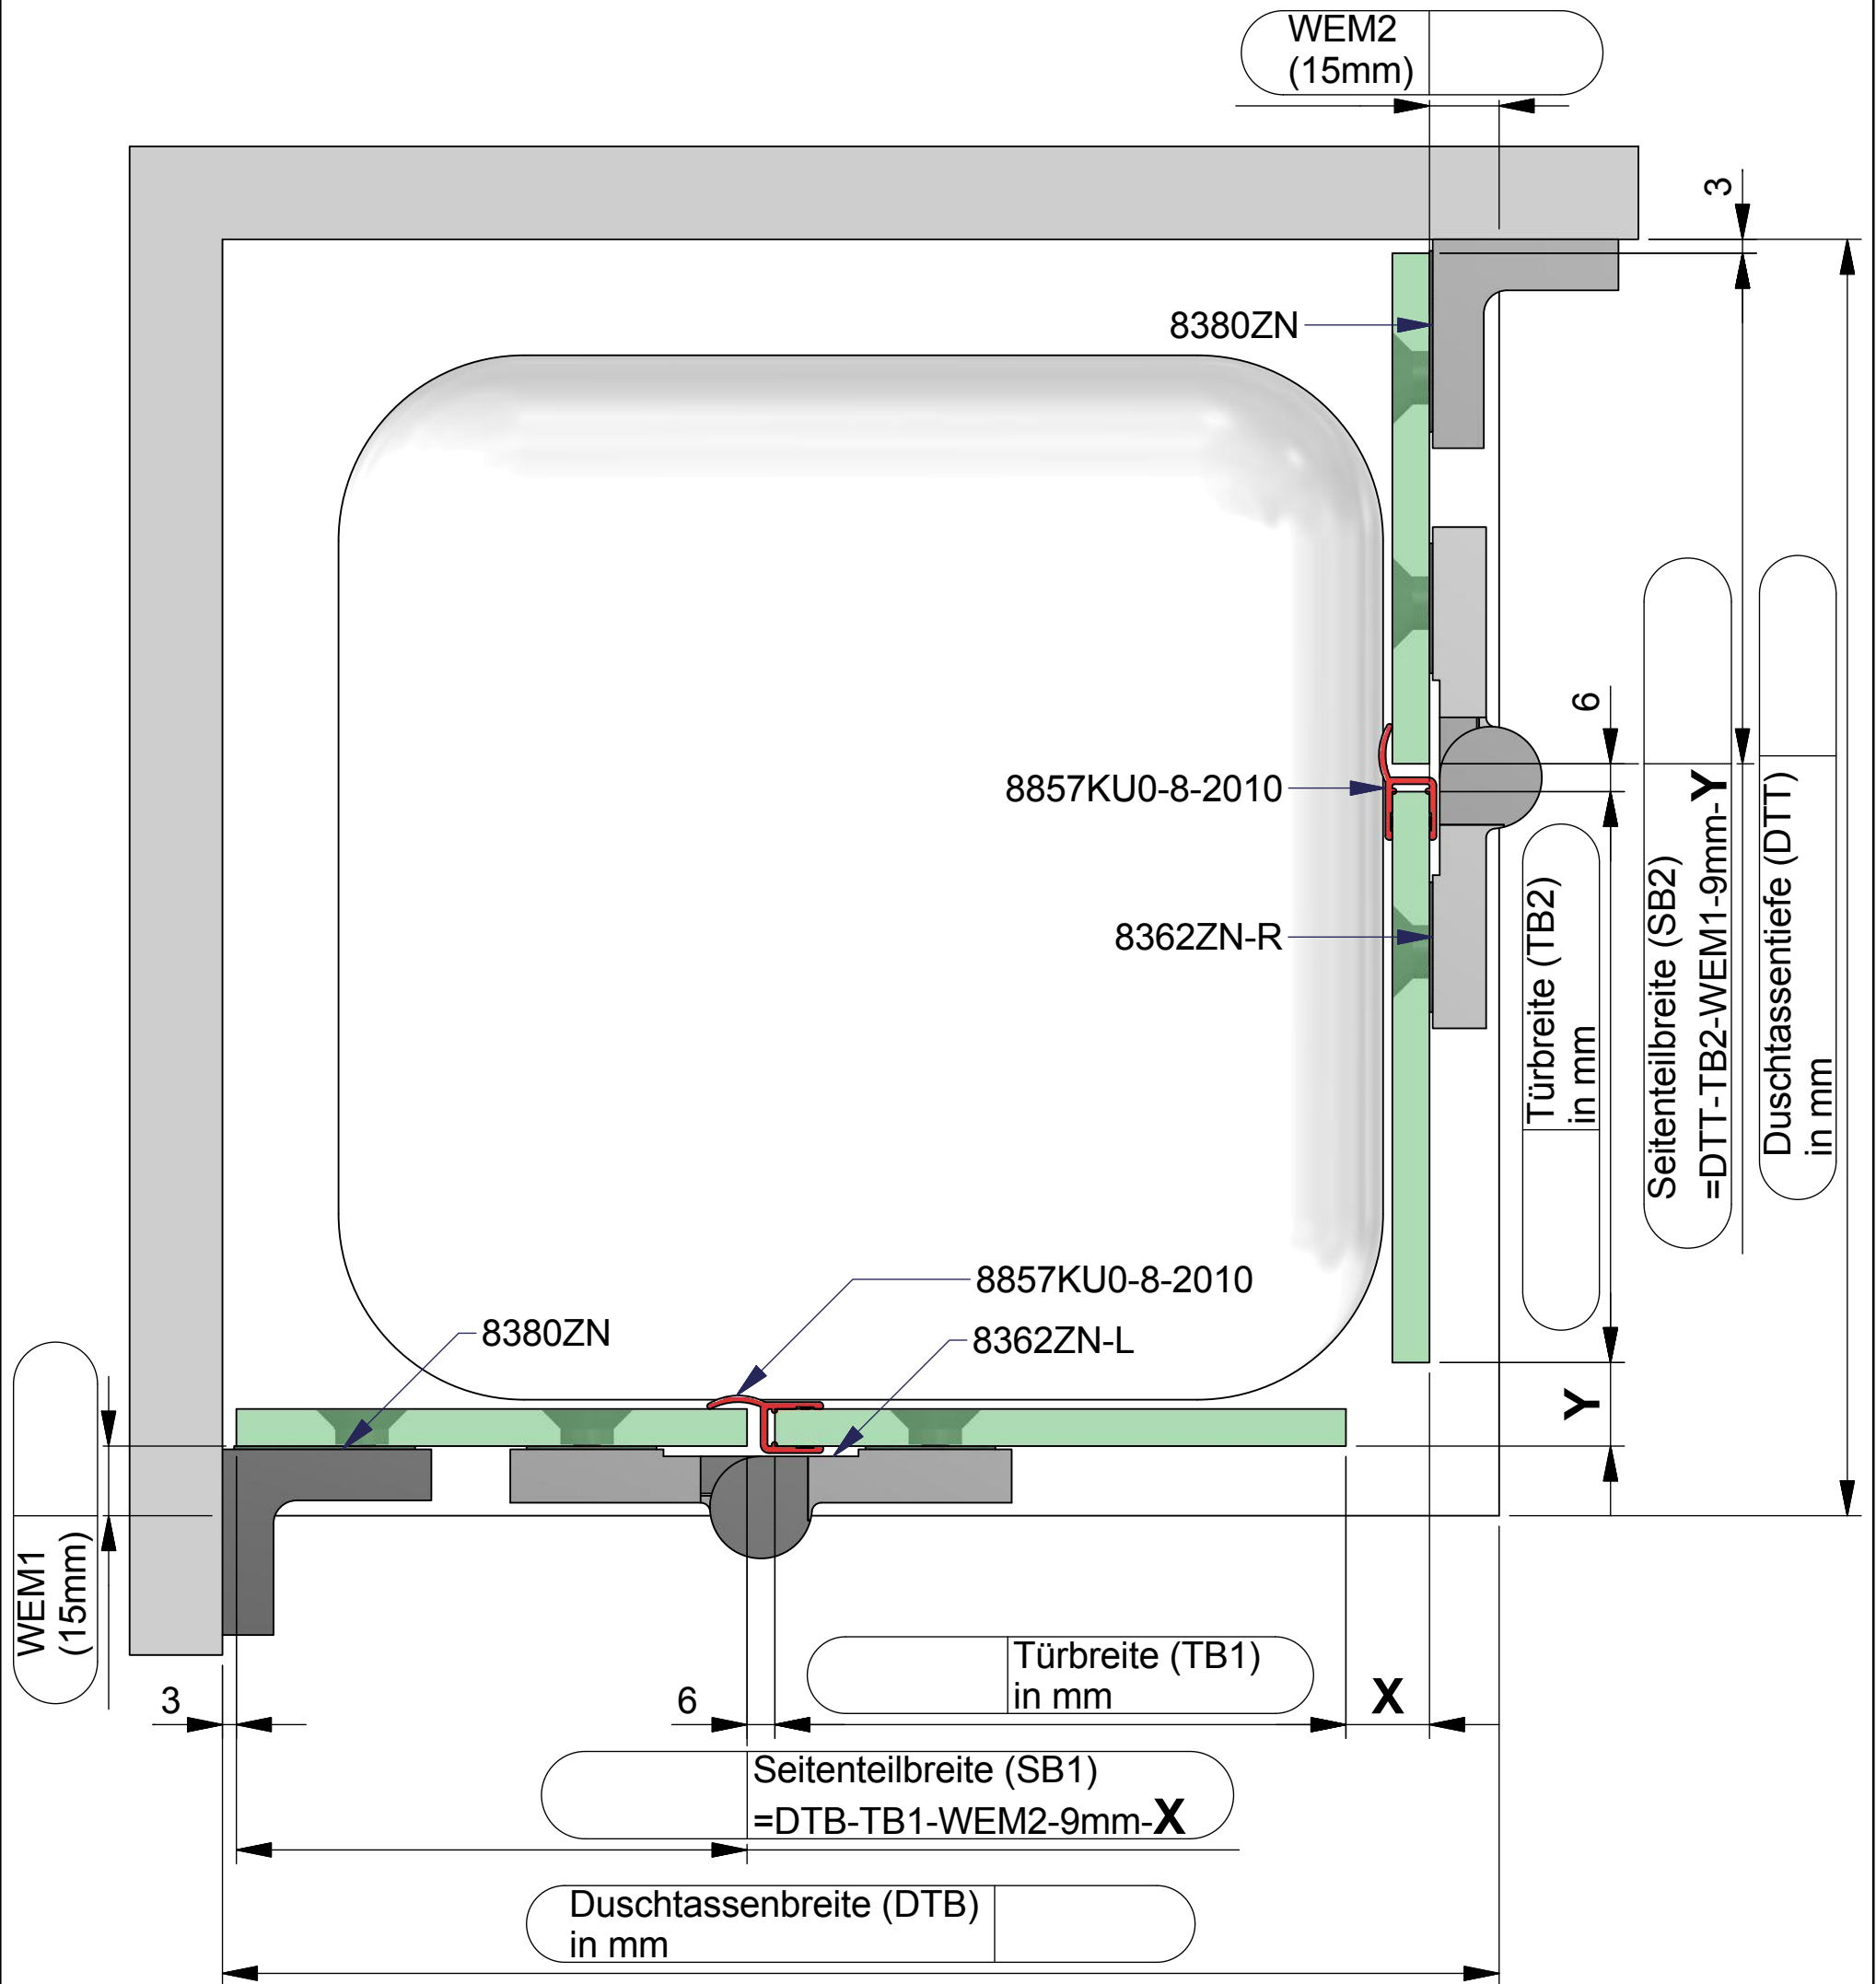 WEM2
(15mm)
3
8380ZN
6
8857KU0-8-2010
8362ZN-R
Türbreite (TB2)
in mm
Seitenteilbreite (SB2)
=DTT-TB2-WEM1-9mm-Y
Duschtassentiefe (DTT)
in mm
8857KU0-8-2010
8380ZN
8362ZN-L
Y
WEM1
(15mm)
Türbreite (TB1)
in mm
3
6
X
Seitenteilbreite (SB1)
=DTB-TB1-WEM2-9mm-X
Duschtassenbreite (DTB)
in mm